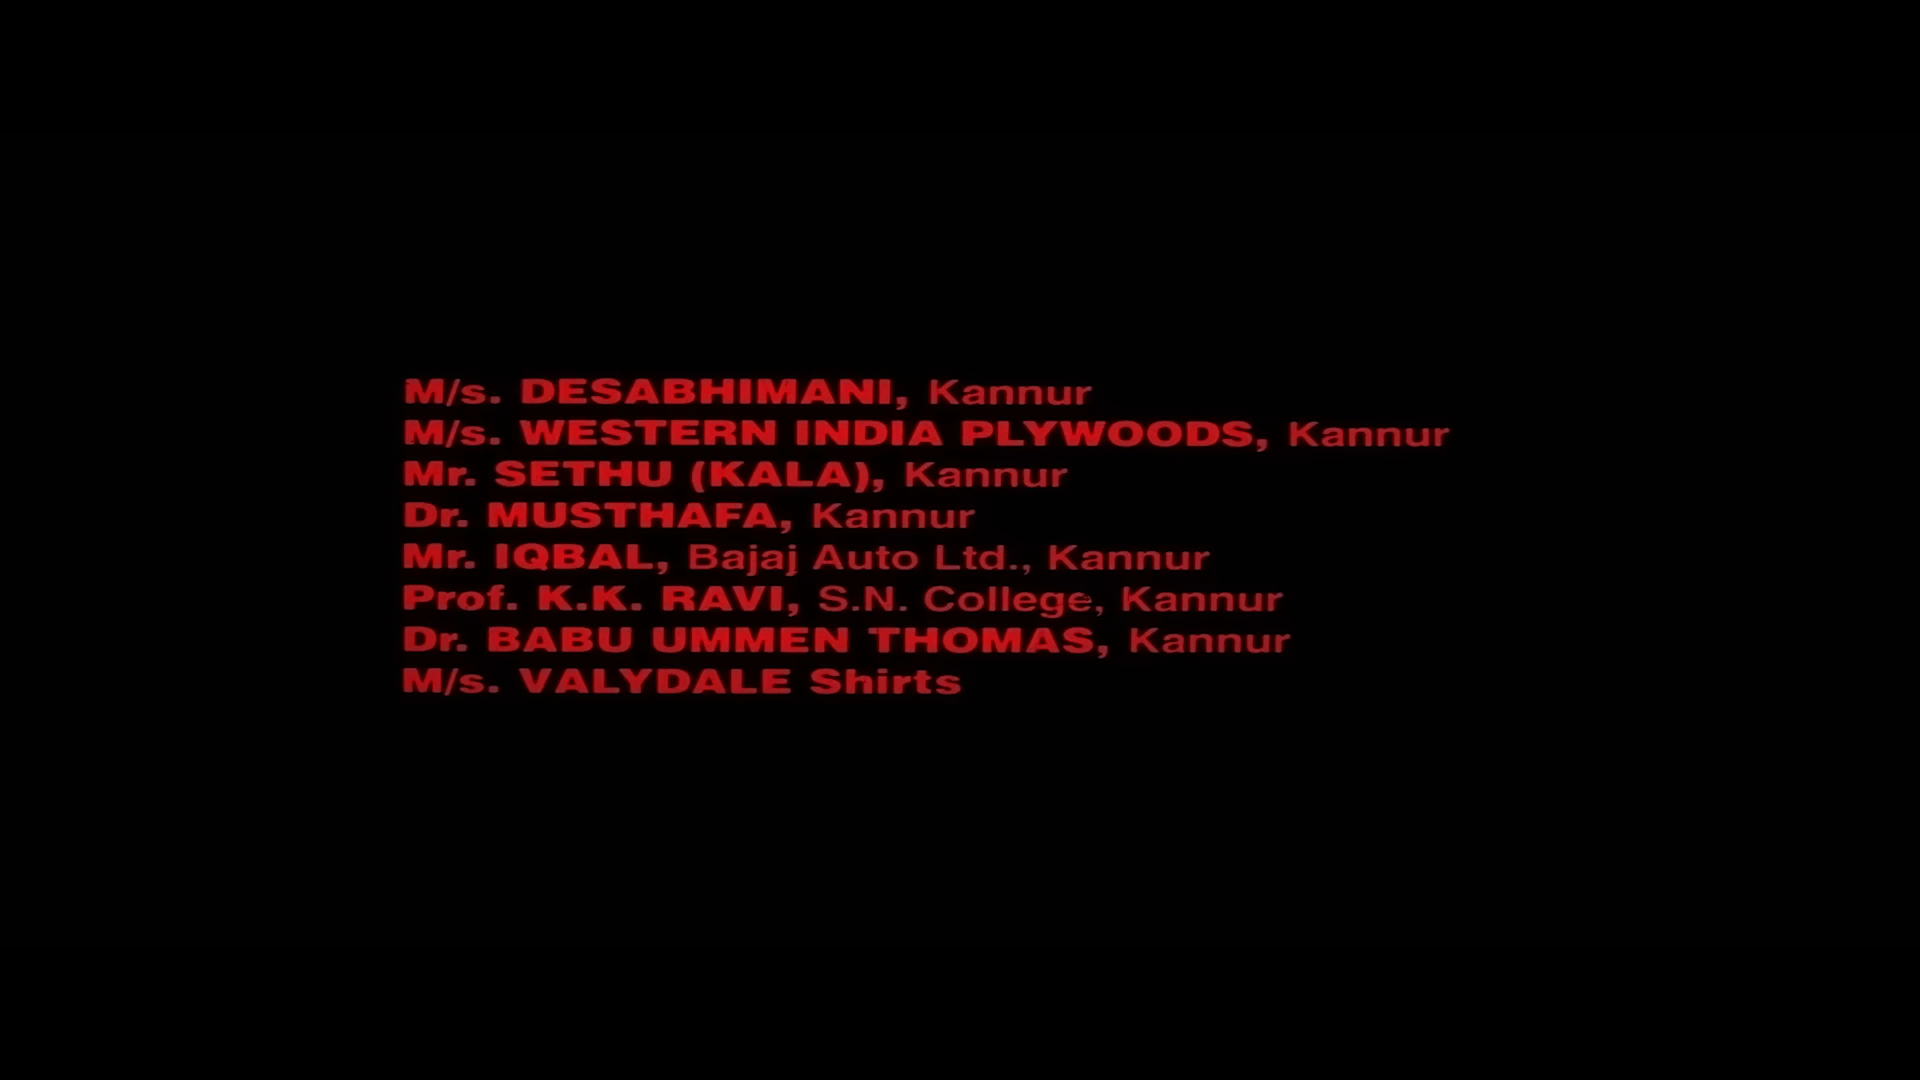 M/s. DESABHIMANI, Kannur
M/s. WESTERN INDIA PLYWOODS, Kannur
Mr. SETHU (KALA), Kannur
Dr. MUSTHAFA, Kannur
Mr. IQBAL, Bajaj Auto Ltd., Kannur
Prof. K.K. RAVI, S.N. College, Kannur
Dr. BABU UMMEN THOMAS, Kannur
M/s. VALYDALE Shirts